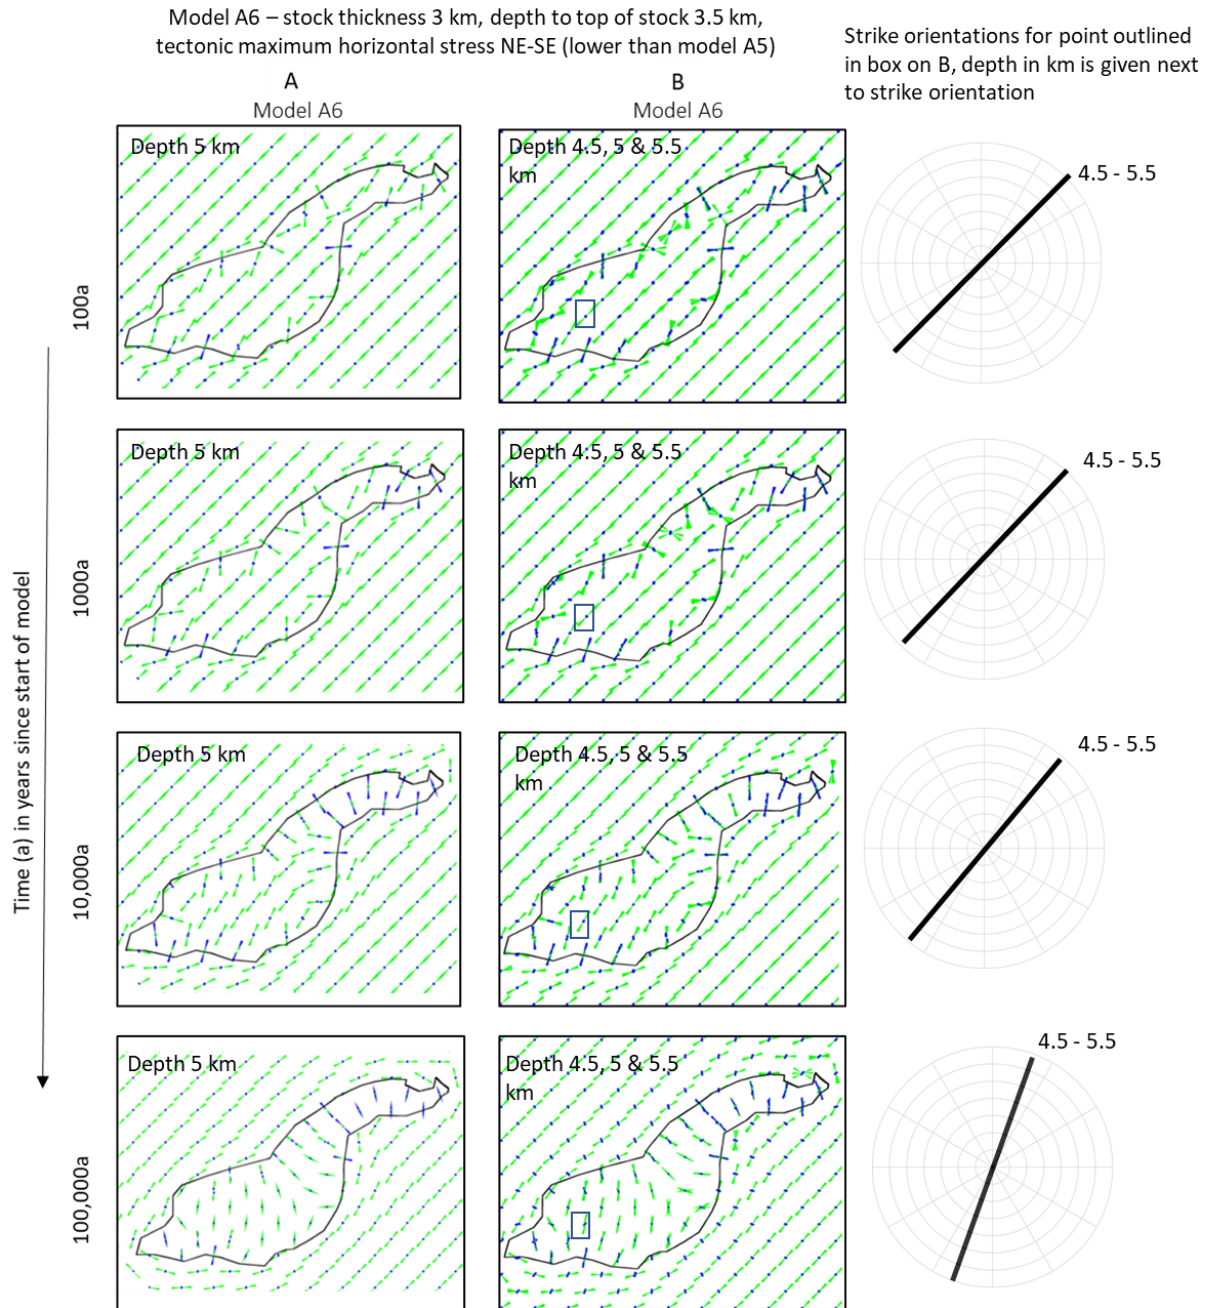 Model A6 – stock thickness 3 km, depth to top of stock 3.5 km,
tectonic maximum horizontal stress NE-SE (lower than model A5)
Strike orientations for point outlined
in box on B, depth in km is given next
to strike orientation
A
B
Model A6
Model A6
Depth 5 km
Depth 4.5, 5 & 5.5
km
4.5 - 5.5
100a
Depth 5 km
Depth 4.5, 5 & 5.5
km
4.5 - 5.5
1000a
Depth 5 km
Depth 4.5, 5 & 5.5
km
4.5 - 5.5
10,000a
Depth 5 km
Depth 4.5, 5 & 5.5
km
4.5 - 5.5
100,000a
Time (a) in years since start of model